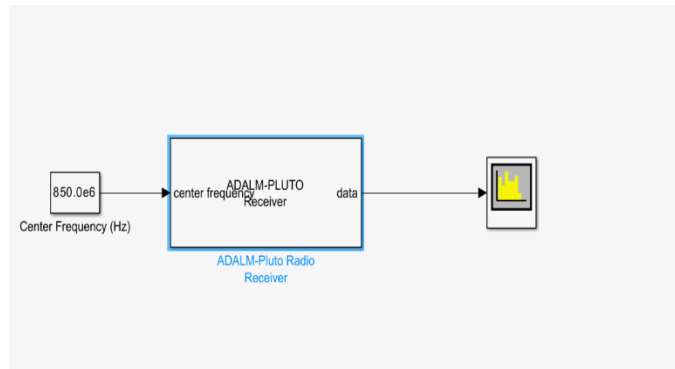 850.0e6
Center Frequency (Hz)
center frequency
ADALM-PLUTO
Receiver
data
ADALM-Pluto Radio
Receiver